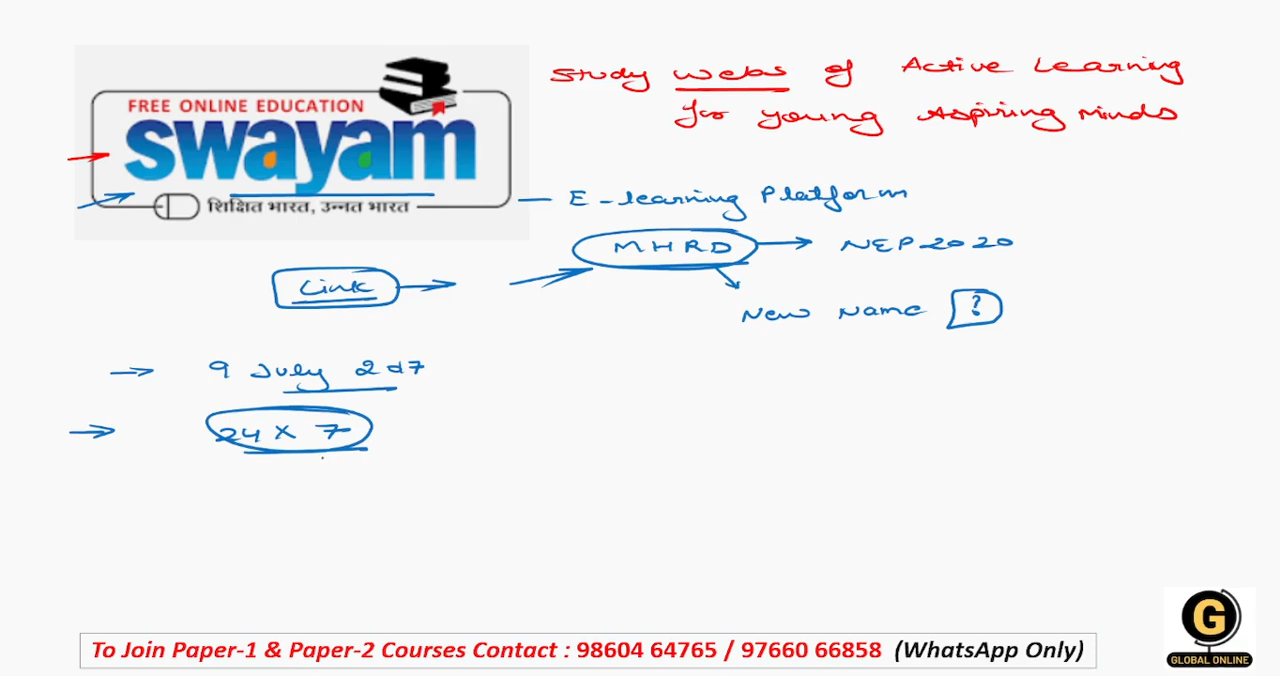 Study Webs of Active Learning
for Young Aspiring Minds
FREE ONLINE EDUCATION
swayam
शिक्षित भारत, उन्नत भारत
E-learning Platform
MHRD → NEP 2020
Link
New Name ?
9 July 2017
24 X 7
To Join Paper-1 & Paper-2 Courses Contact : 98604 64765 / 97660 66858 (WhatsApp Only)
G
GLOBAL ONLINE